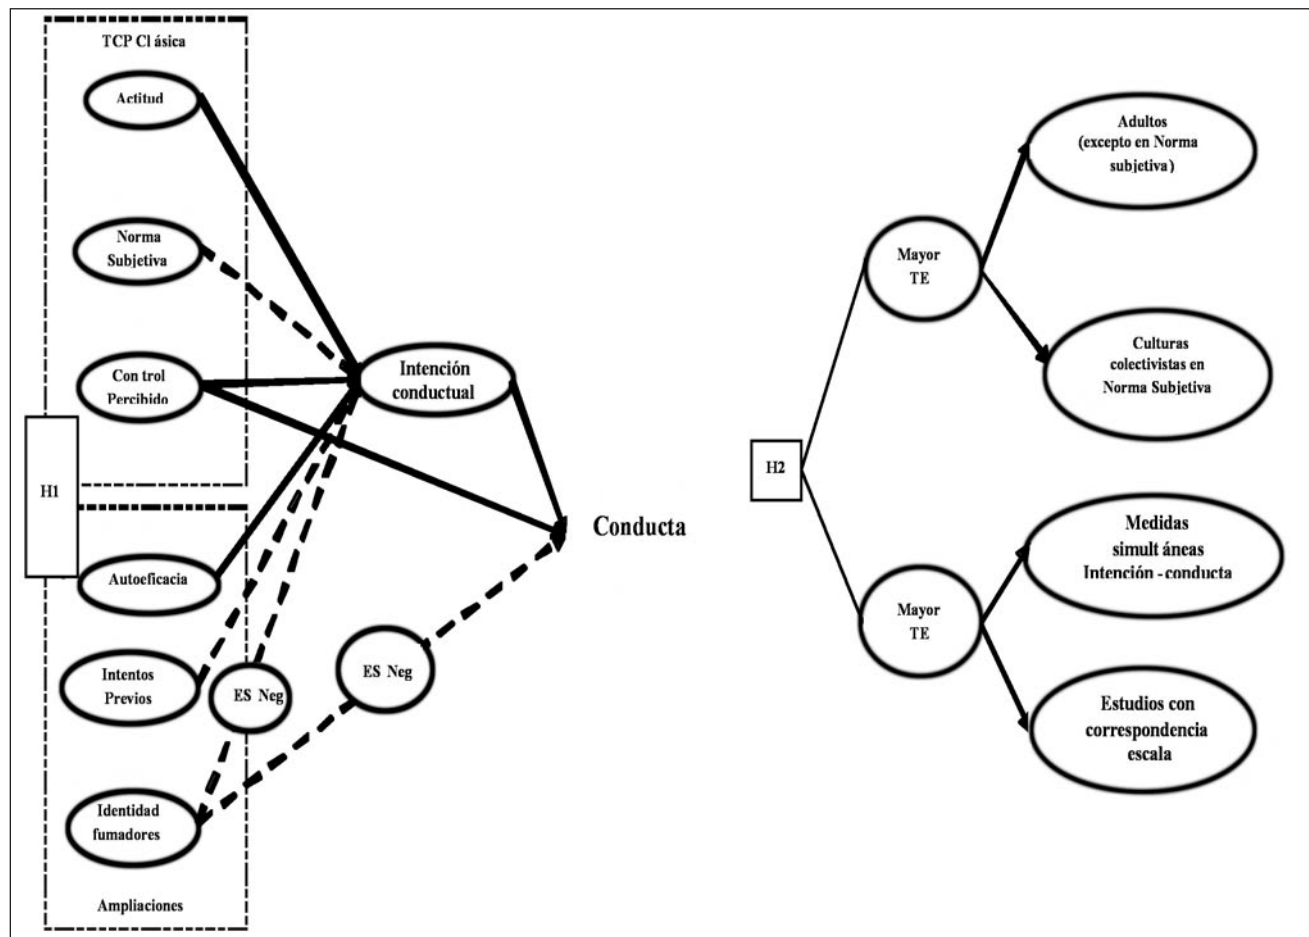 TCP Cl ásica
Actitud
Norma
Subjetiva
Con trol
Percibido
H1
Autoeficacia
Intentos
Previos
Identidad
fumadores
Ampliaciones
Intención
conductual
ES Neg
ES Neg
Conducta
H2
Mayor
TE
Adultos
(excepto en Norma
subjetiva)
Culturas
colectivistas en
Norma Subjetiva
Mayor
TE
Medidas
simult áneas
Intención - conducta
Estudios con
correspondencia
escala